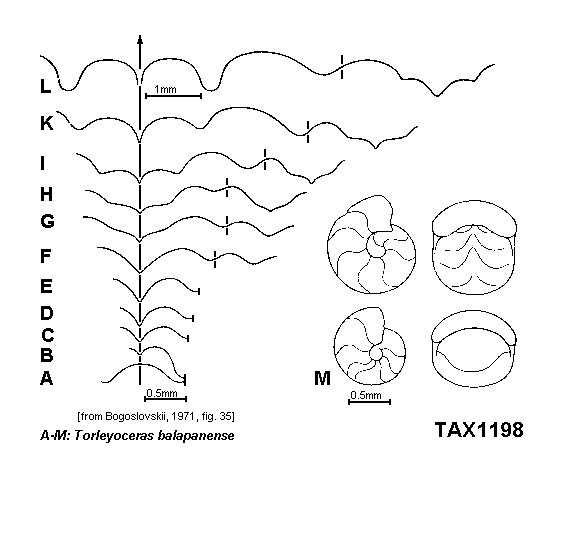 L
1mm
K
I
H
G
F
E
D
C
B
A
0.5mm
M
0.5mm
[from Bogoslovskii, 1971, fig. 35]
A-M: Torleyoceras balapanense
TAX1198